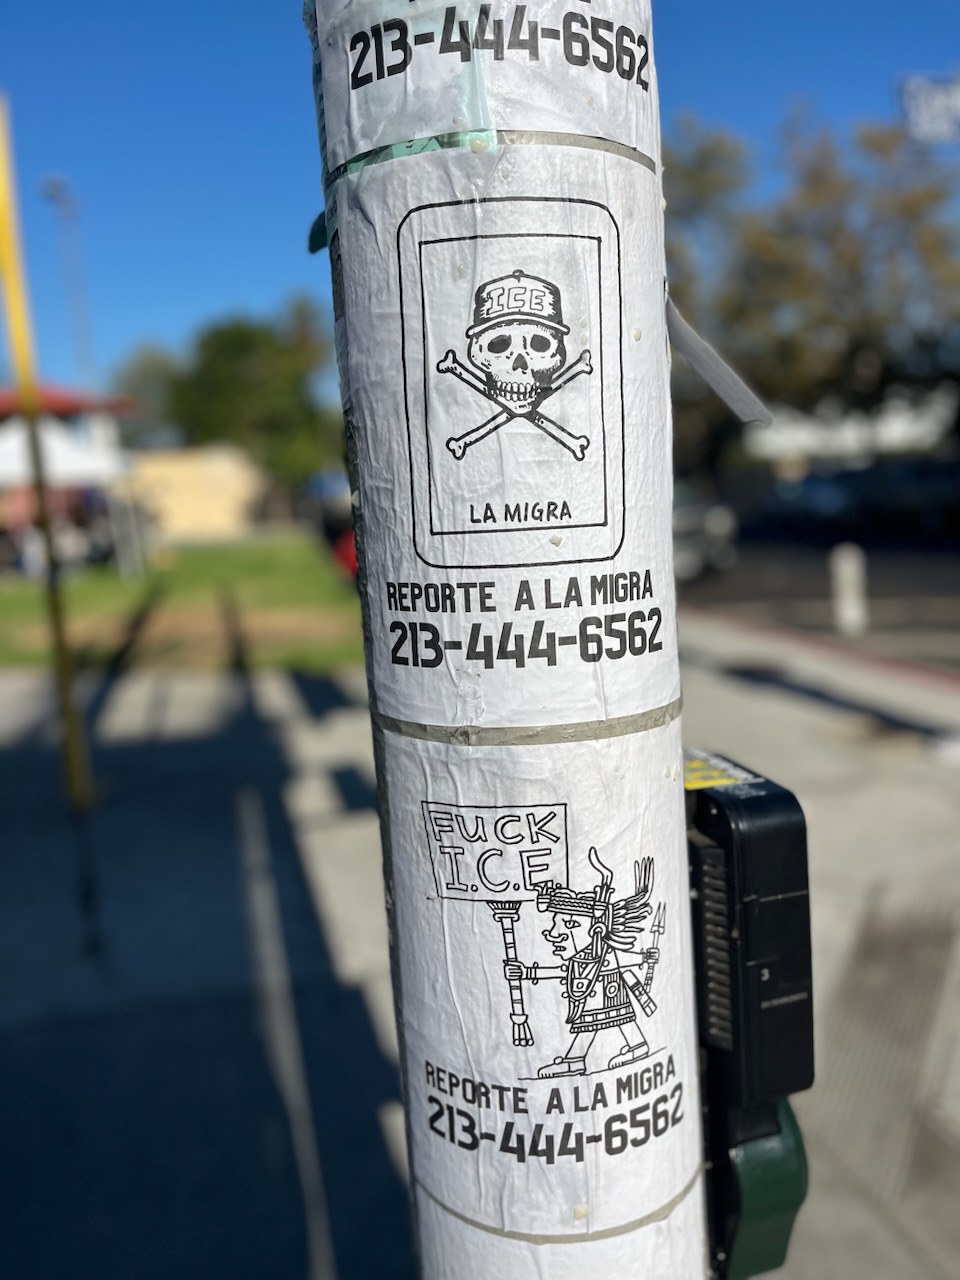 213-444-6562
ICE
LA MIGRA
REPORTE A LA MIGRA
213-444-6562
FUCK
I.C.E
REPORTE A LA MIGRA
213-444-6562
3